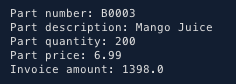 Part number: B0003
Part description: Mango Juice
Part quantity: 200
Part price: 6.99
Invoice amount: 1398.0